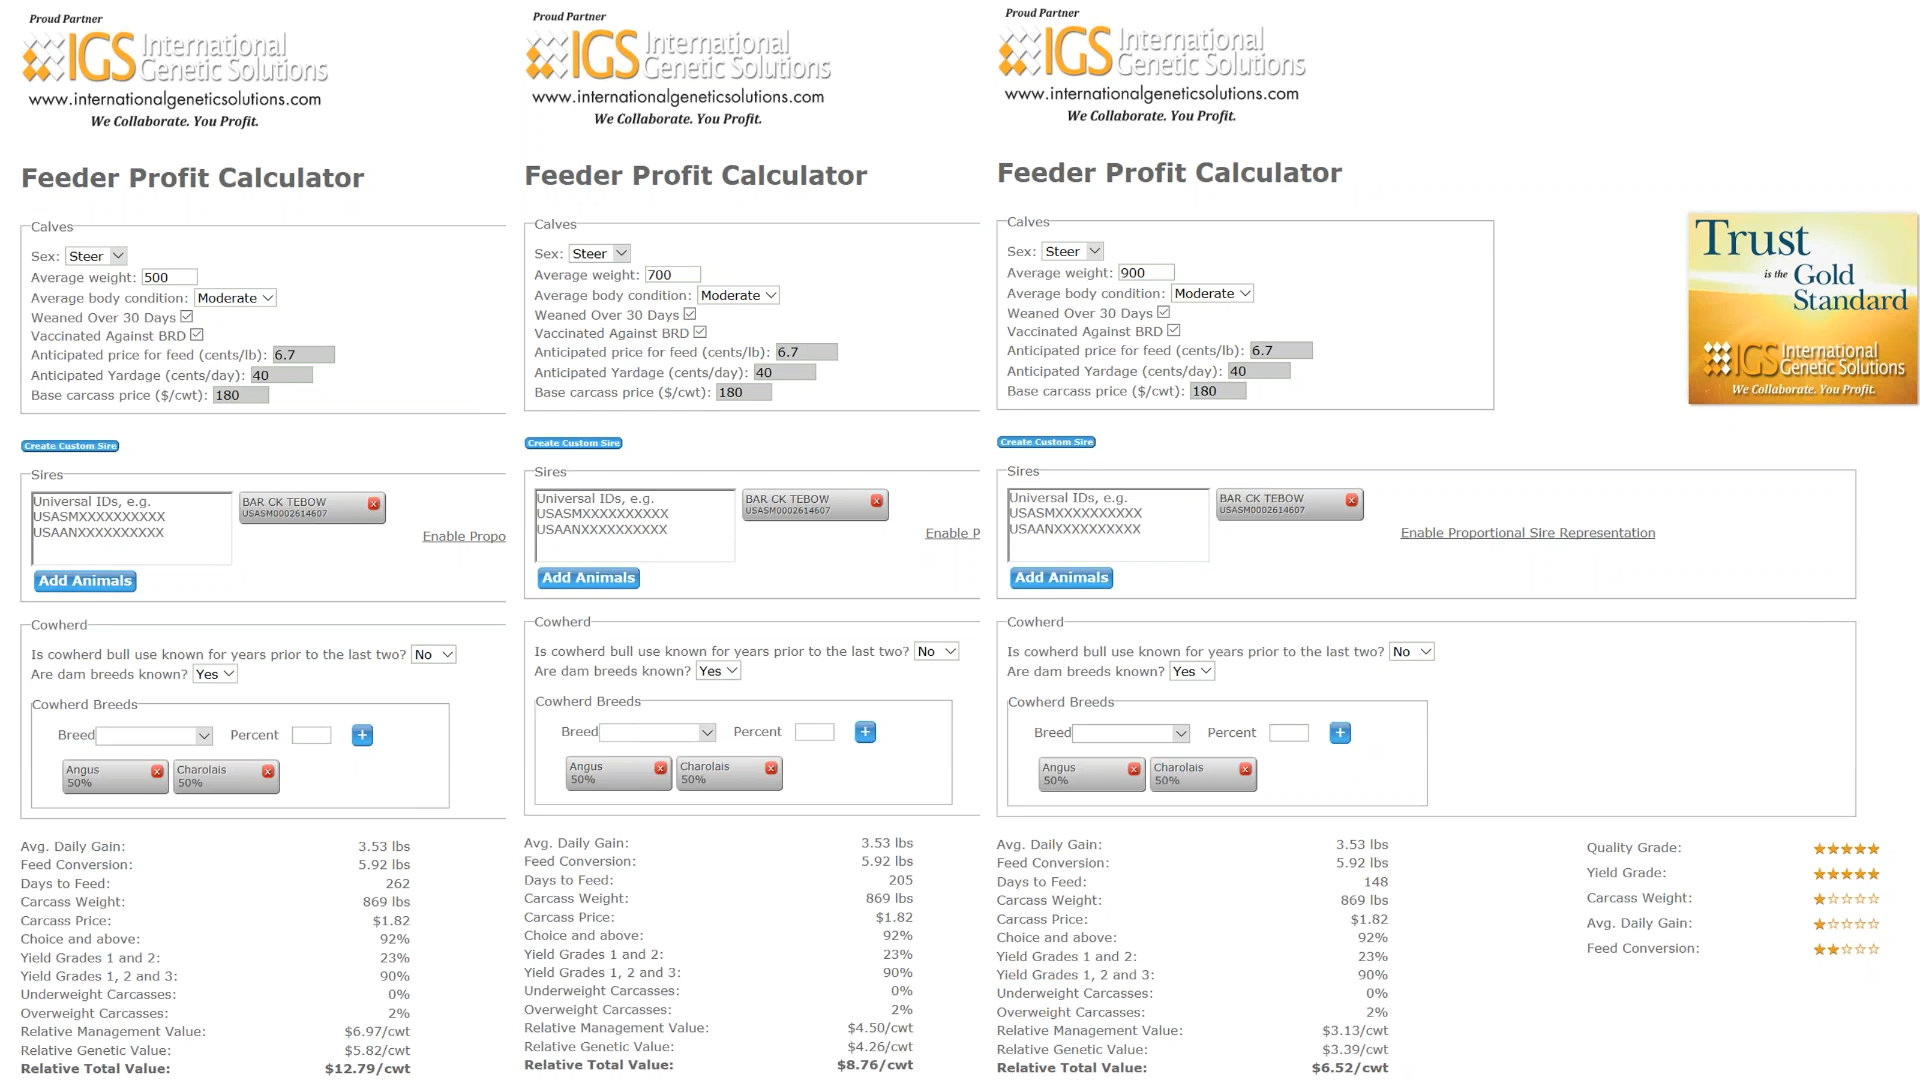 Proud Partner
IGS International
Genetic Solutions
www.internationalgeneticsolutions.com
We Collaborate. You Profit.
Feeder Profit Calculator
Calves
Sex: Steer
Average weight: 500
Average body condition: Moderate
Weaned Over 30 Days
Vaccinated Against BRD
Anticipated price for feed (cents/lb): 6.7
Anticipated Yardage (cents/day): 40
Base carcass price ($/cwt): 180
Create Custom Sire
Sires
Universal IDs, e.g.
USASMXXXXXXXXXX
USAANXXXXXXXXXX
BAR CK TEBOW
USASM0002614607
Enable Propo
Add Animals
Cowherd
Is cowherd bull use known for years prior to the last two? No
Are dam breeds known? Yes
Cowherd Breeds
Breed Percent +
Angus
50%
Charolais
50%
Avg. Daily Gain: 3.53 lbs
Feed Conversion: 5.92 lbs
Days to Feed: 262
Carcass Weight: 869 lbs
Carcass Price: $1.82
Choice and above: 92%
Yield Grades 1 and 2: 23%
Yield Grades 1, 2 and 3: 90%
Underweight Carcasses: 0%
Overweight Carcasses: 2%
Relative Management Value: $6.97/cwt
Relative Genetic Value: $5.82/cwt
Relative Total Value: $12.79/cwt
Proud Partner
IGS International
Genetic Solutions
www.internationalgeneticsolutions.com
We Collaborate. You Profit.
Feeder Profit Calculator
Calves
Sex: Steer
Average weight: 700
Average body condition: Moderate
Weaned Over 30 Days
Vaccinated Against BRD
Anticipated price for feed (cents/lb): 6.7
Anticipated Yardage (cents/day): 40
Base carcass price ($/cwt): 180
Create Custom Sire
Sires
Universal IDs, e.g.
USASMXXXXXXXXXX
USAANXXXXXXXXXX
BAR CK TEBOW
USASM0002614607
Enable P
Add Animals
Cowherd
Is cowherd bull use known for years prior to the last two? No
Are dam breeds known? Yes
Cowherd Breeds
Breed Percent +
Angus
50%
Charolais
50%
Avg. Daily Gain: 3.53 lbs
Feed Conversion: 5.92 lbs
Days to Feed: 205
Carcass Weight: 869 lbs
Carcass Price: $1.82
Choice and above: 92%
Yield Grades 1 and 2: 23%
Yield Grades 1, 2 and 3: 90%
Underweight Carcasses: 0%
Overweight Carcasses: 2%
Relative Management Value: $4.50/cwt
Relative Genetic Value: $4.26/cwt
Relative Total Value: $8.76/cwt
Proud Partner
IGS International
Genetic Solutions
www.internationalgeneticsolutions.com
We Collaborate. You Profit.
Feeder Profit Calculator
Calves
Sex: Steer
Average weight: 900
Average body condition: Moderate
Weaned Over 30 Days
Vaccinated Against BRD
Anticipated price for feed (cents/lb): 6.7
Anticipated Yardage (cents/day): 40
Base carcass price ($/cwt): 180
Create Custom Sire
Sires
Universal IDs, e.g.
USASMXXXXXXXXXX
USAANXXXXXXXXXX
BAR CK TEBOW
USASM0002614607
Enable Proportional Sire Representation
Add Animals
Cowherd
Is cowherd bull use known for years prior to the last two? No
Are dam breeds known? Yes
Cowherd Breeds
Breed Percent +
Angus
50%
Charolais
50%
Avg. Daily Gain: 3.53 lbs
Feed Conversion: 5.92 lbs
Days to Feed: 148
Carcass Weight: 869 lbs
Carcass Price: $1.82
Choice and above: 92%
Yield Grades 1 and 2: 23%
Yield Grades 1, 2 and 3: 90%
Underweight Carcasses: 0%
Overweight Carcasses: 2%
Relative Management Value: $3.13/cwt
Relative Genetic Value: $3.39/cwt
Relative Total Value: $6.52/cwt
Trust
is the Gold
Standard
IGS International
Genetic Solutions
We Collaborate. You Profit.
Quality Grade:
Yield Grade:
Carcass Weight:
Avg. Daily Gain:
Feed Conversion: